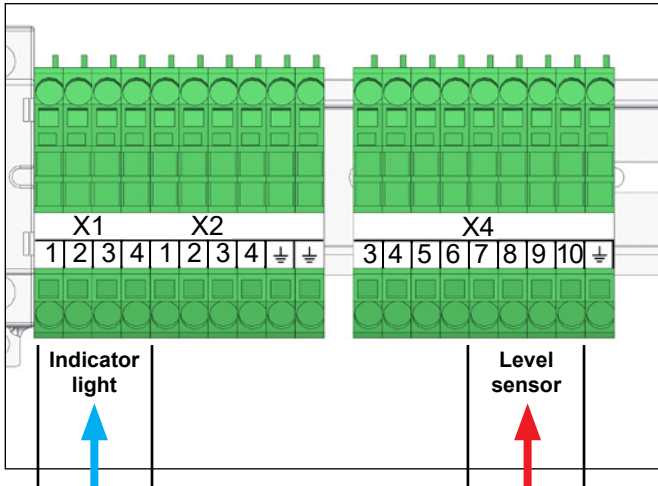 X1 X2 X4
1 2 3 4 1 2 3 4 3 4 5 6 7 8 9 10
Indicator
light
Level
sensor